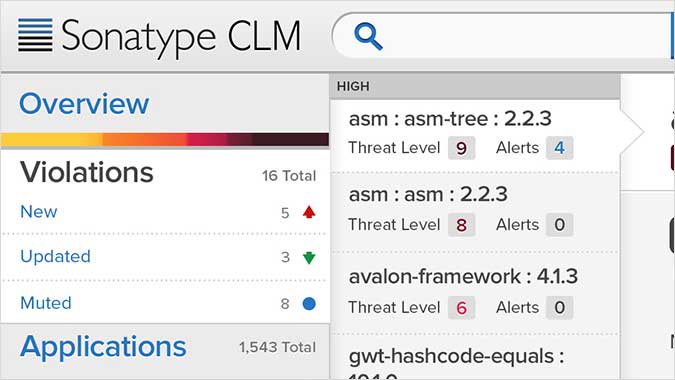 Sonatype CLM
Overview
Violations
16 Total
New
5
Updated
3
Muted
8
Applications
1,543 Total
HIGH
asm : asm-tree : 2.2.3
Threat Level 9 Alerts 4
asm : asm : 2.2.3
Threat Level 8 Alerts 0
avalon-framework : 4.1.3
Threat Level 6 Alerts 0
gwt-hashcode-equals :